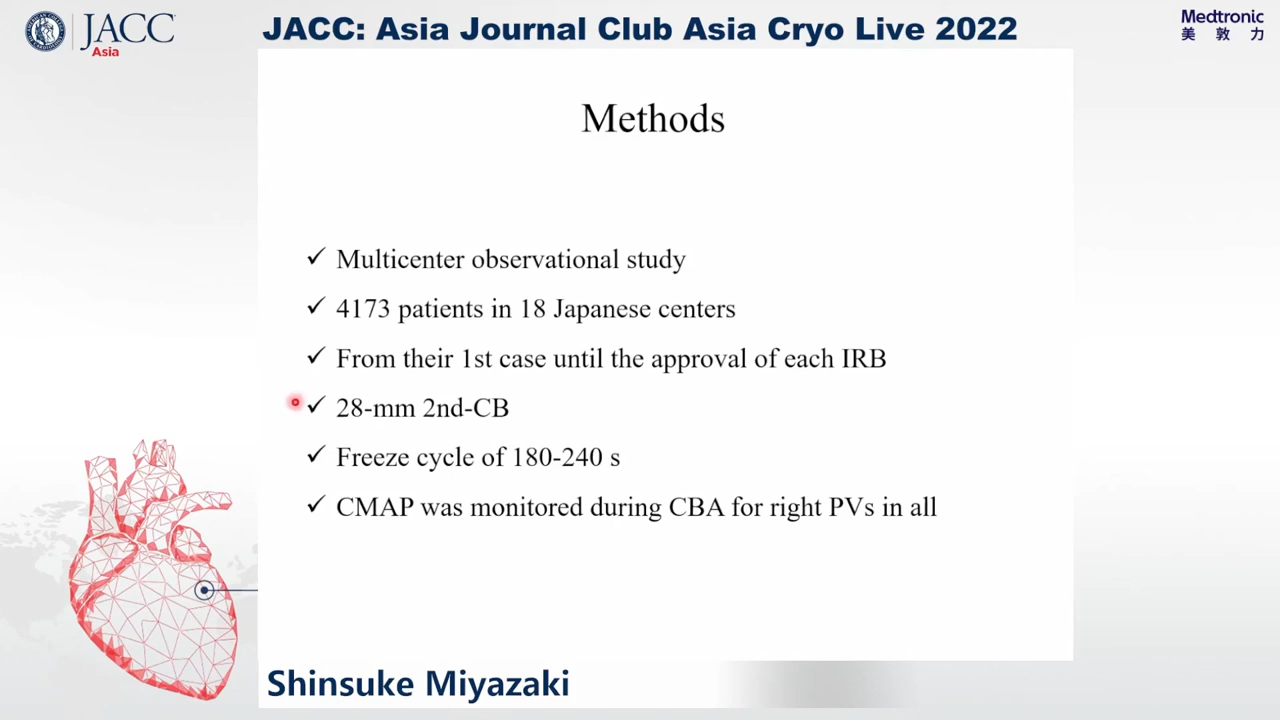 JACC
Asia
JACC: Asia Journal Club Asia Cryo Live 2022
Medtronic
美敦力
Methods
✓ Multicenter observational study
✓ 4173 patients in 18 Japanese centers
✓ From their 1st case until the approval of each IRB
✓ 28-mm 2nd-CB
✓ Freeze cycle of 180-240 s
✓ CMAP was monitored during CBA for right PVs in all
Shinsuke Miyazaki